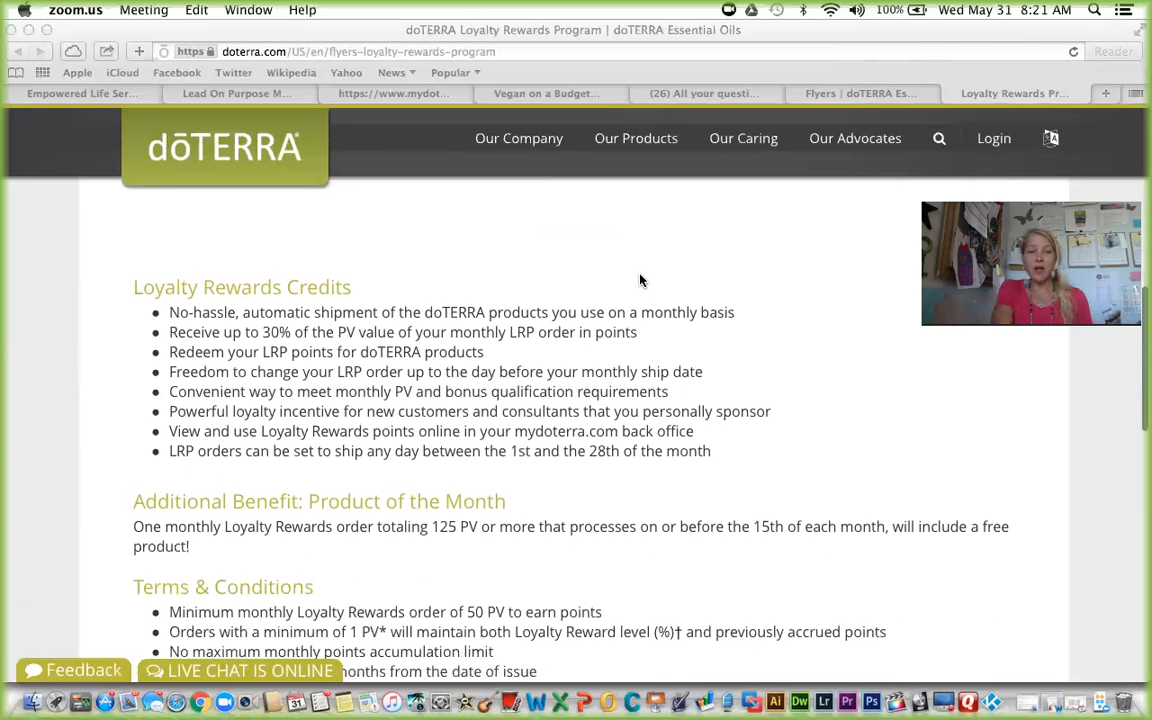 zoom.us Meeting Edit Window Help 100% Wed May 31 8:21 AM
doTERRA Loyalty Rewards Program | doTERRA Essential Oils
https doterra.com/US/en/flyers-loyalty-rewards-program Reader
Apple iCloud Facebook Twitter Wikipedia Yahoo News Popular
Empowered Life Ser... Lead On Purpose M... https://www.mydot... Vegan on a Budget... (26) All your questi... Flyers | doTERRA Es... Loyalty Rewards Pr...
dōTERRA Our Company Our Products Our Caring Our Advocates Login
Loyalty Rewards Credits
No-hassle, automatic shipment of the doTERRA products you use on a monthly basis
Receive up to 30% of the PV value of your monthly LRP order in points
Redeem your LRP points for doTERRA products
Freedom to change your LRP order up to the day before your monthly ship date
Convenient way to meet monthly PV and bonus qualification requirements
Powerful loyalty incentive for new customers and consultants that you personally sponsor
View and use Loyalty Rewards points online in your mydoterra.com back office
LRP orders can be set to ship any day between the 1st and the 28th of the month
Additional Benefit: Product of the Month
One monthly Loyalty Rewards order totaling 125 PV or more that processes on or before the 15th of each month, will include a free
product!
Terms & Conditions
Minimum monthly Loyalty Rewards order of 50 PV to earn points
Orders with a minimum of 1 PV* will maintain both Loyalty Reward level (%)† and previously accrued points
No maximum monthly points accumulation limit
months from the date of issue
Feedback LIVE CHAT IS ONLINE